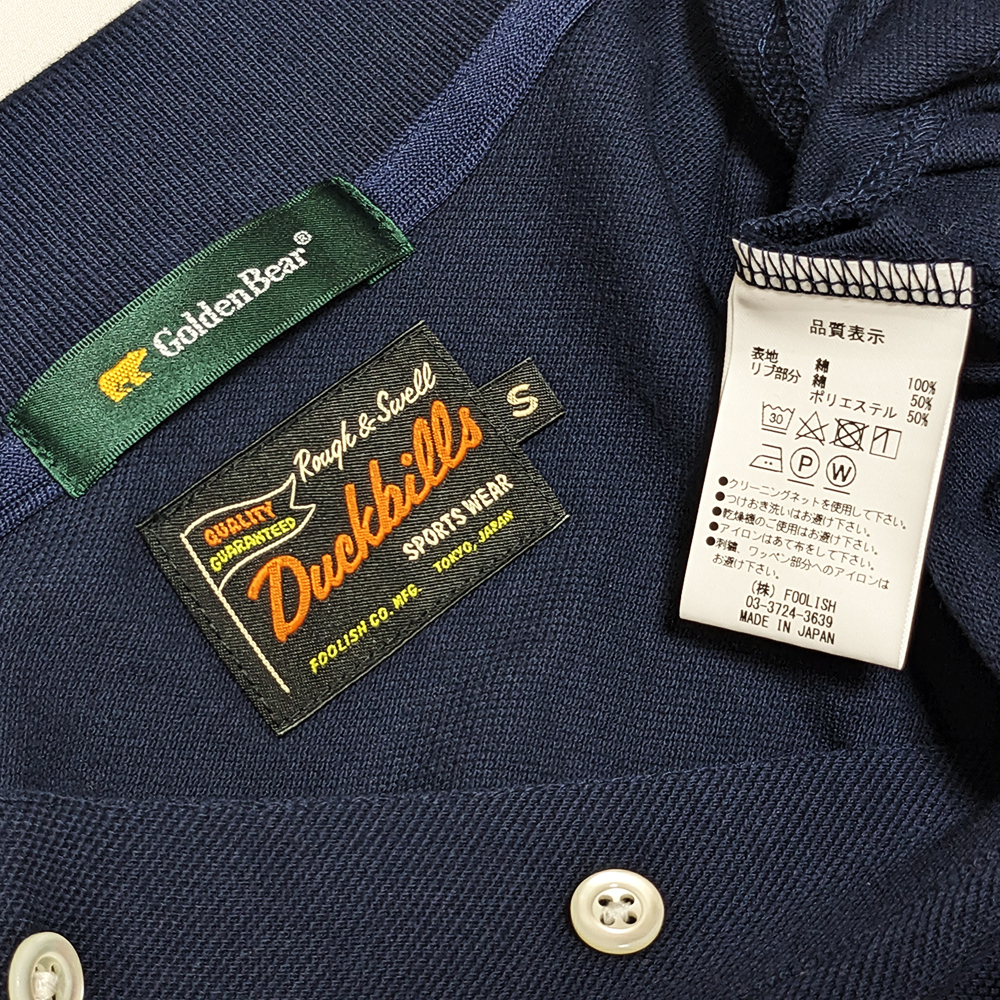 GoldenBear®
Rough & Swell
QUALITY
GUARANTEED
Duckbills
SPORTS WEAR
FOOLISH CO. MFG. TOKYO, JAPAN
S
品質表示
表地 綿 100%
リブ部分 綿 50%
ポリエステル 50%
30
P W
●クリーニングネットを使用して下さい。
●つけおき洗いはお避け下さい。
●乾燥機のご使用はお避け下さい。
●アイロンはあて布をして下さい。
●刺繍、ワッペン部分へのアイロンは
お避け下さい。
(株) FOOLISH
03-3724-3639
MADE IN JAPAN